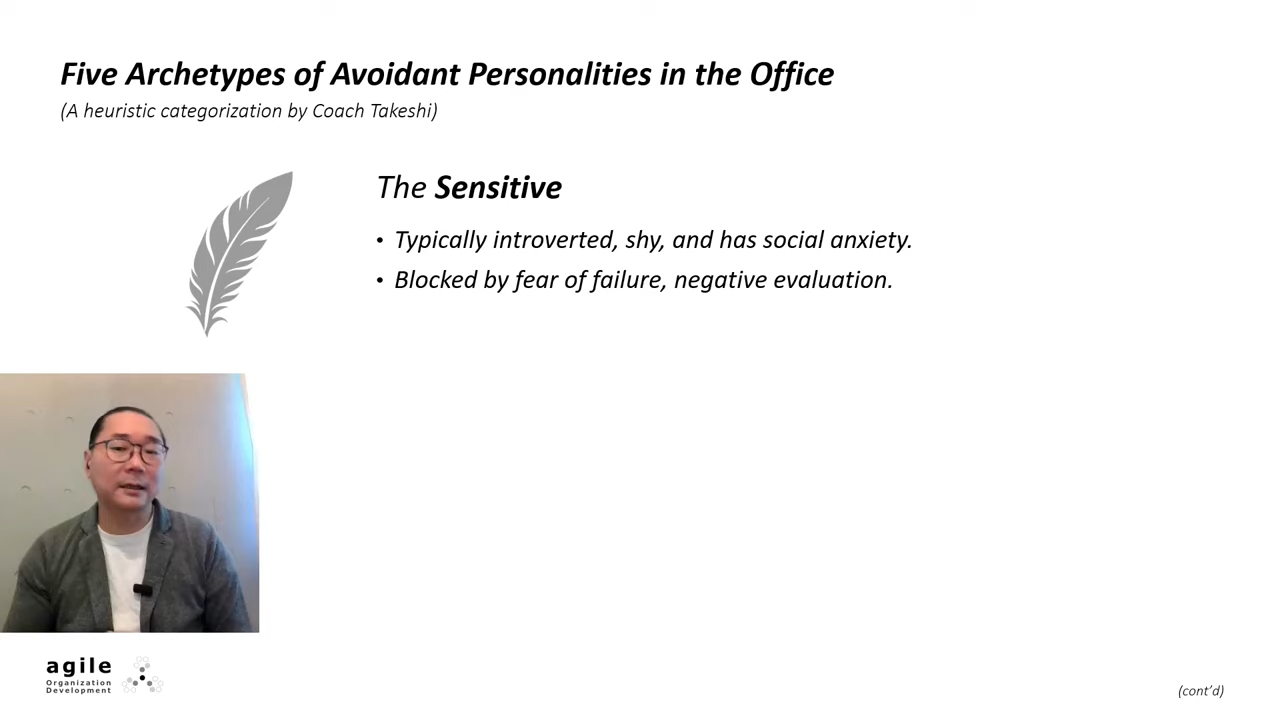 Five Archetypes of Avoidant Personalities in the Office
(A heuristic categorization by Coach Takeshi)
The Sensitive
• Typically introverted, shy, and has social anxiety.
• Blocked by fear of failure, negative evaluation.
agile
Organization
Development
(cont’d)